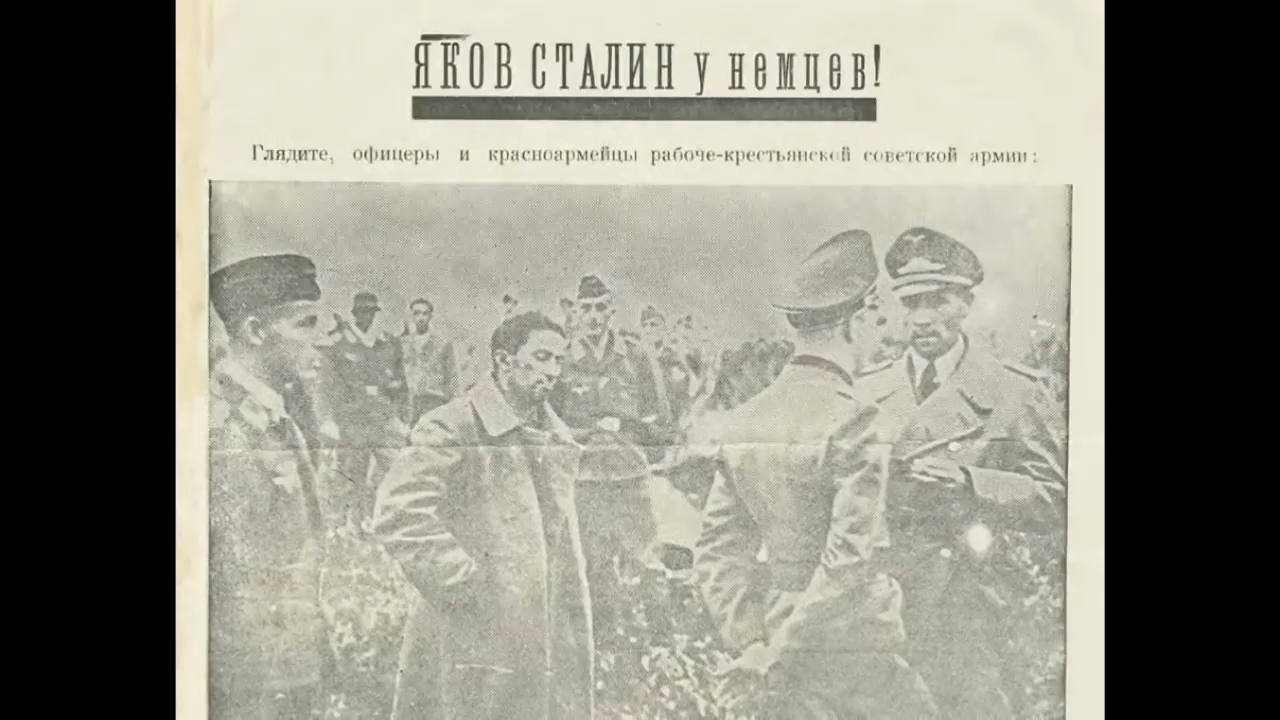 ЯКОВ СТАЛИН у немцев!
Глядите, офицеры и красноармейцы рабоче-крестьянской советской армии: